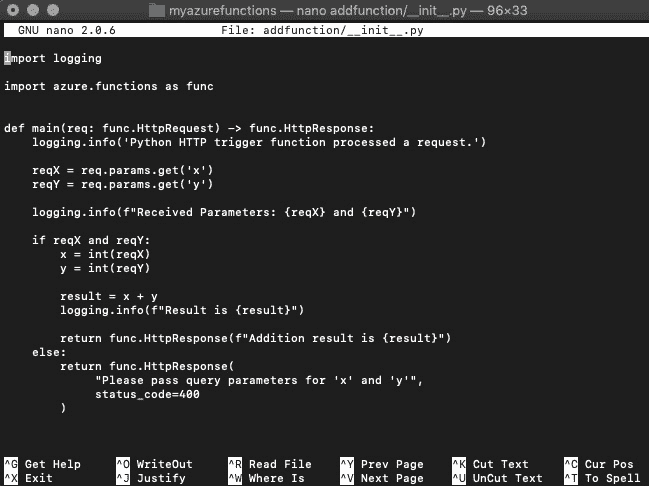 myazurefunctions — nano addfunction/__init__.py — 96×33
GNU nano 2.0.6 File: addfunction/__init__.py
import logging
import azure.functions as func
def main(req: func.HttpRequest) -> func.HttpResponse:
    logging.info('Python HTTP trigger function processed a request.')
    reqX = req.params.get('x')
    reqY = req.params.get('y')
    logging.info(f"Received Parameters: {reqX} and {reqY}")
    if reqX and reqY:
        x = int(reqX)
        y = int(reqY)
        result = x + y
        logging.info(f"Result is {result}")
        return func.HttpResponse(f"Addition result is {result}")
    else:
        return func.HttpResponse(
             "Please pass query parameters for 'x' and 'y'",
             status_code=400
        )
^G Get Help ^O WriteOut ^R Read File ^Y Prev Page ^K Cut Text ^C Cur Pos
^X Exit ^J Justify ^W Where Is ^V Next Page ^U UnCut Text ^T To Spell